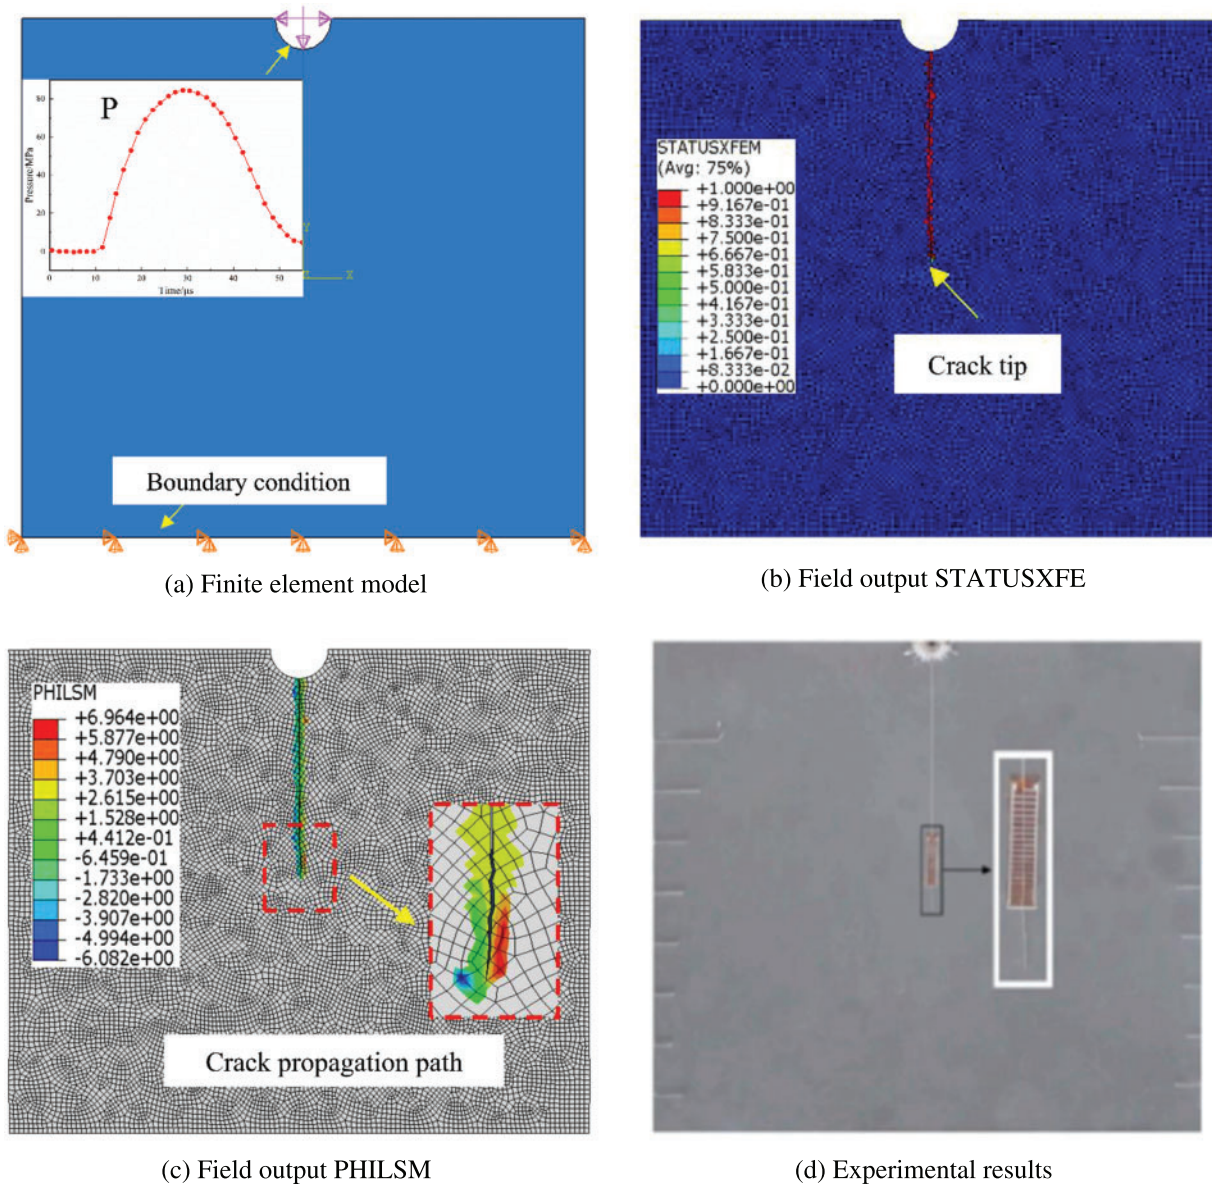 P
Pressure/MPa
80
60
40
20
0
0
10
20
30
40
50
Time/μs
Y
X
Boundary condition
(a) Finite element model
STATUSXFEM
(Avg: 75%)
+1.000e+00
+9.167e-01
+8.333e-01
+7.500e-01
+6.667e-01
+5.833e-01
+5.000e-01
+4.167e-01
+3.333e-01
+2.500e-01
+1.667e-01
+8.333e-02
+0.000e+00
Crack tip
(b) Field output STATUSXFE
PHILSM
+6.964e+00
+5.877e+00
+4.790e+00
+3.703e+00
+2.615e+00
+1.528e+00
+4.412e-01
-6.459e-01
-1.733e+00
-2.820e+00
-3.907e+00
-4.994e+00
-6.082e+00
Crack propagation path
(c) Field output PHILSM
(d) Experimental results